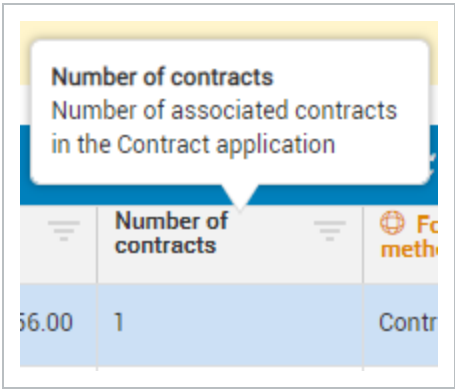 Number of contracts
Number of associated contracts
in the Contract application
Number of
contracts
56.00
1
Contr